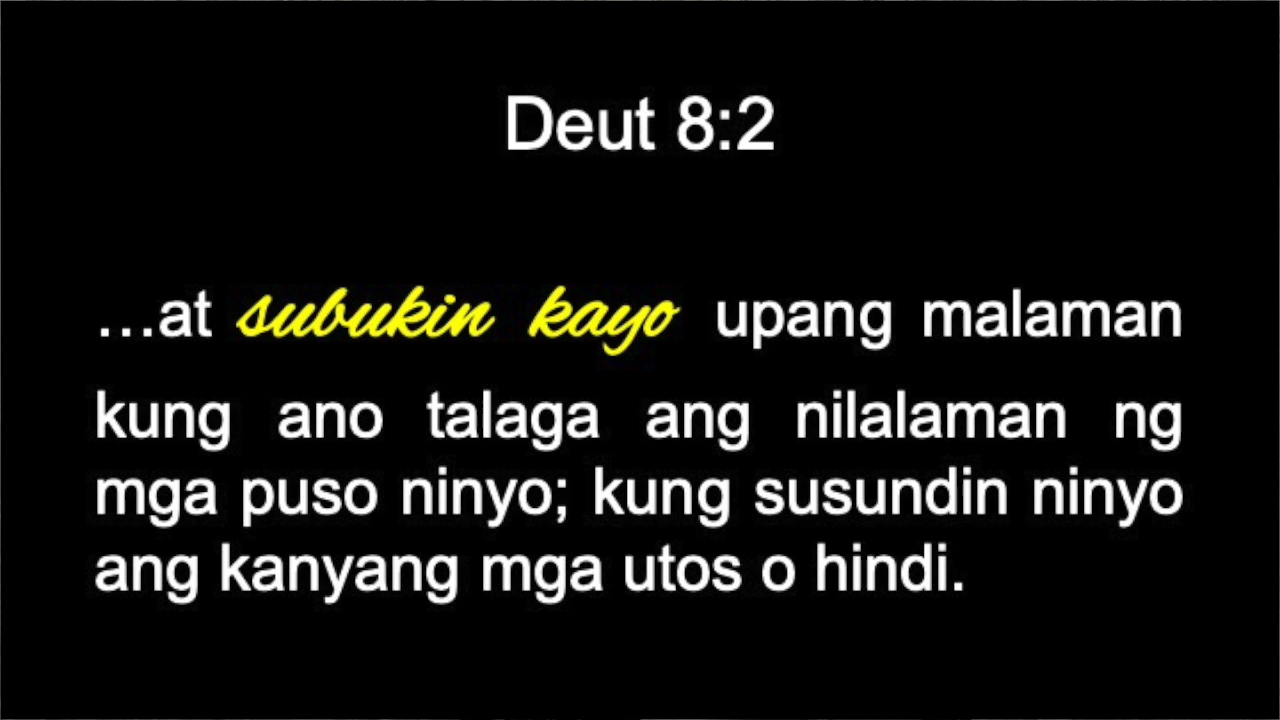 Deut 8:2
…at subukin kayo upang malaman
kung ano talaga ang nilalaman ng
mga puso ninyo; kung susundin ninyo
ang kanyang mga utos o hindi.